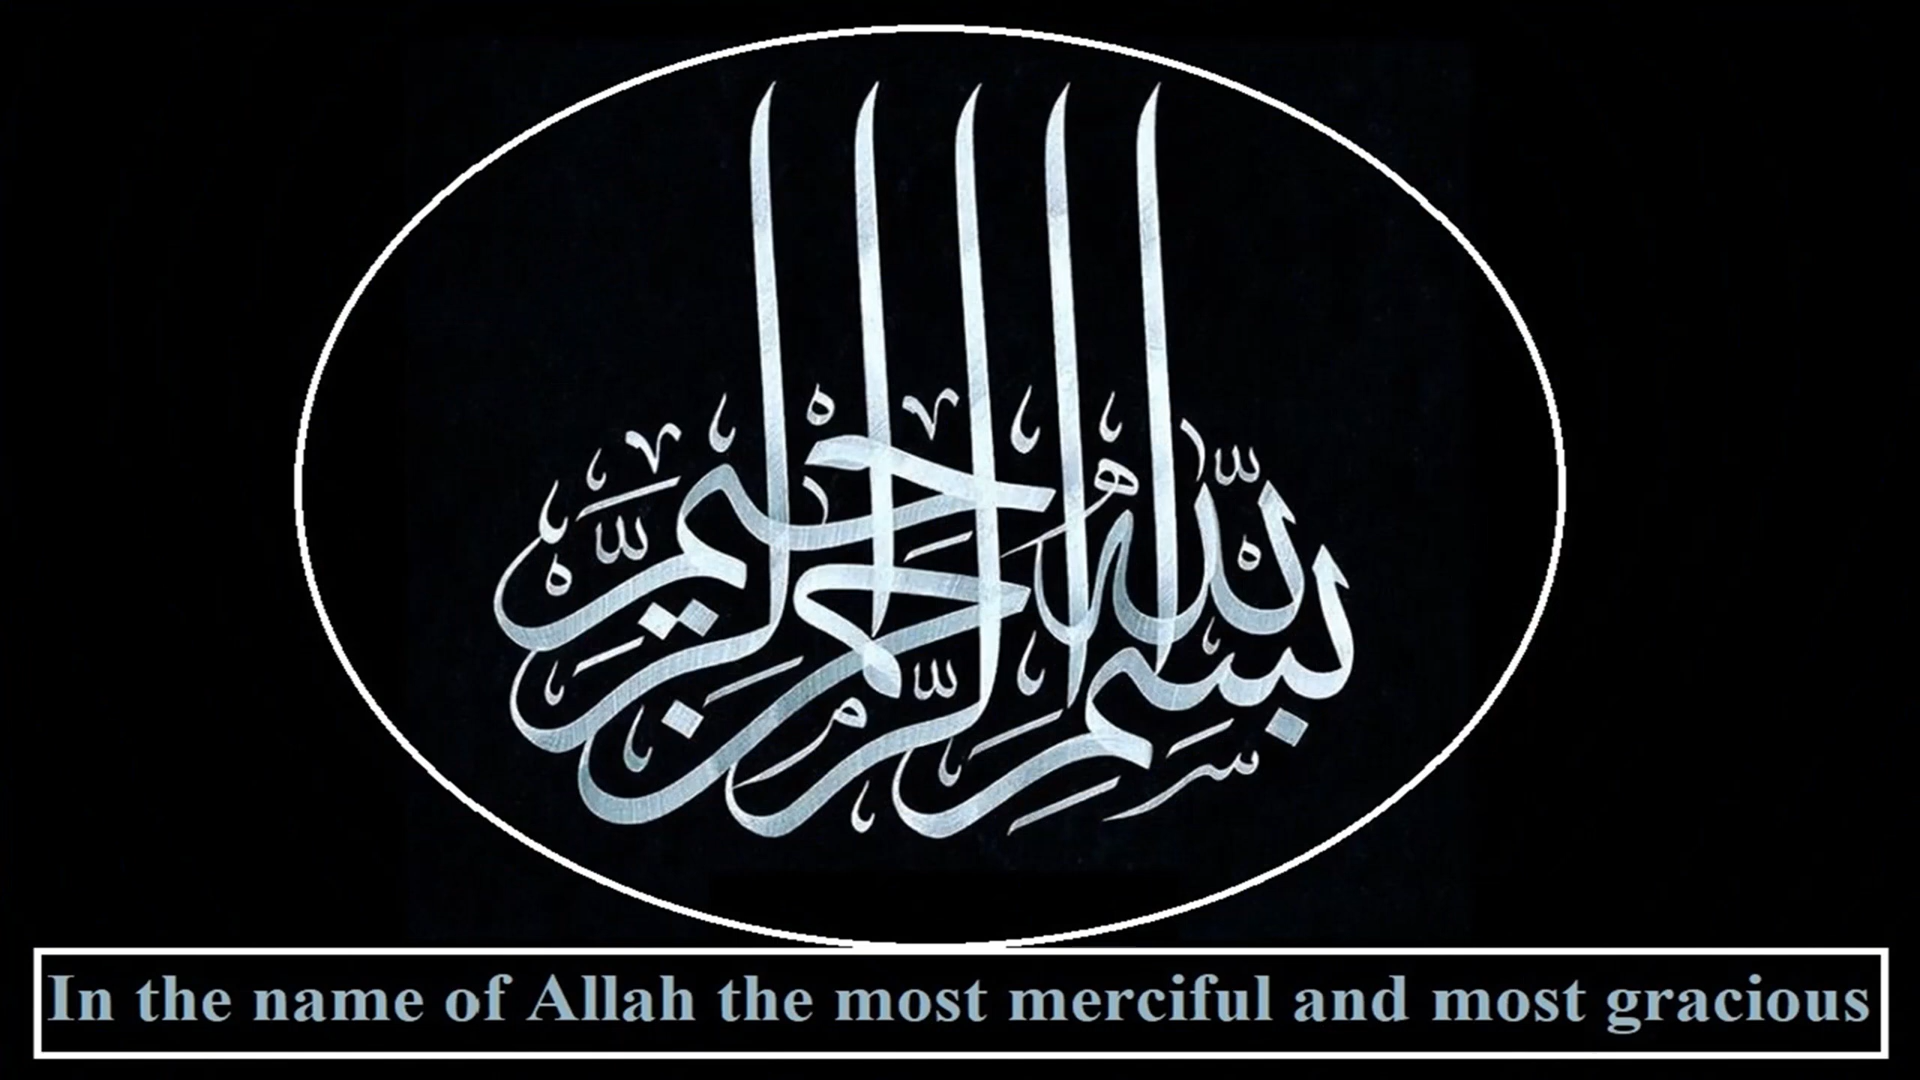 بسم الله الرحمن الرحيم
In the name of Allah the most merciful and most gracious